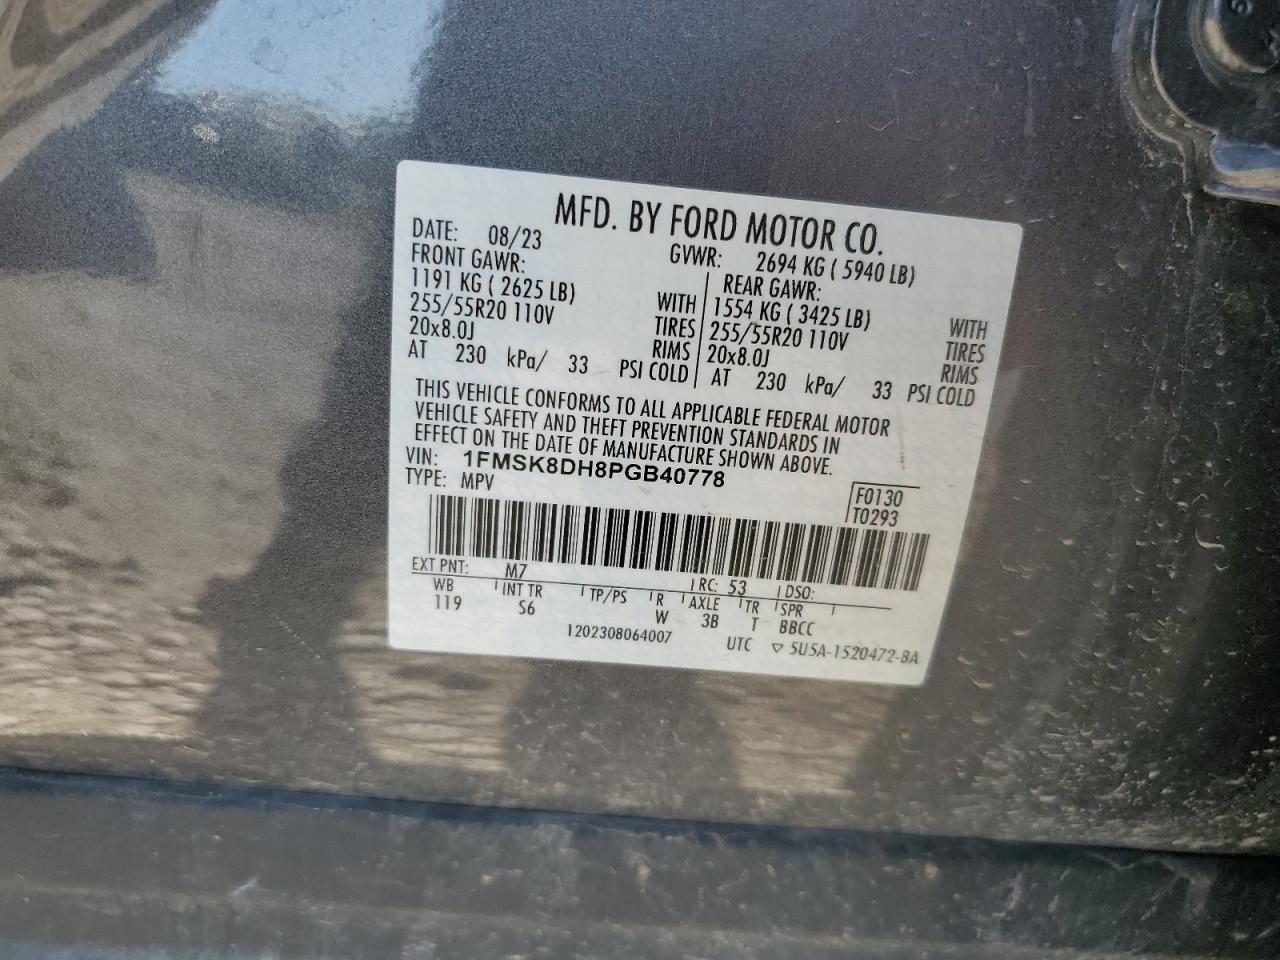 MFD. BY FORD MOTOR CO.
DATE: 08/23 GVWR: 2694 KG ( 5940 LB)
FRONT GAWR: REAR GAWR:
1191 KG ( 2625 LB) WITH 1554 KG ( 3425 LB) WITH
255/55R20 110V TIRES 255/55R20 110V TIRES
20x8.0J RIMS 20x8.0J RIMS
AT 230 kPa/ 33 PSI COLD AT 230 kPa/ 33 PSI COLD
THIS VEHICLE CONFORMS TO ALL APPLICABLE FEDERAL MOTOR
VEHICLE SAFETY AND THEFT PREVENTION STANDARDS IN
EFFECT ON THE DATE OF MANUFACTURE SHOWN ABOVE.
VIN: 1FMSK8DH8PGB40778
TYPE: MPV F0130
T0293
EXT PNT: M7 RC: 53 DSO:
WB INT TR TP/PS R AXLE TR SPR
119 S6 W 3B T BBCC
1202308064007 UTC ▽ 5U5A-1520472-BA